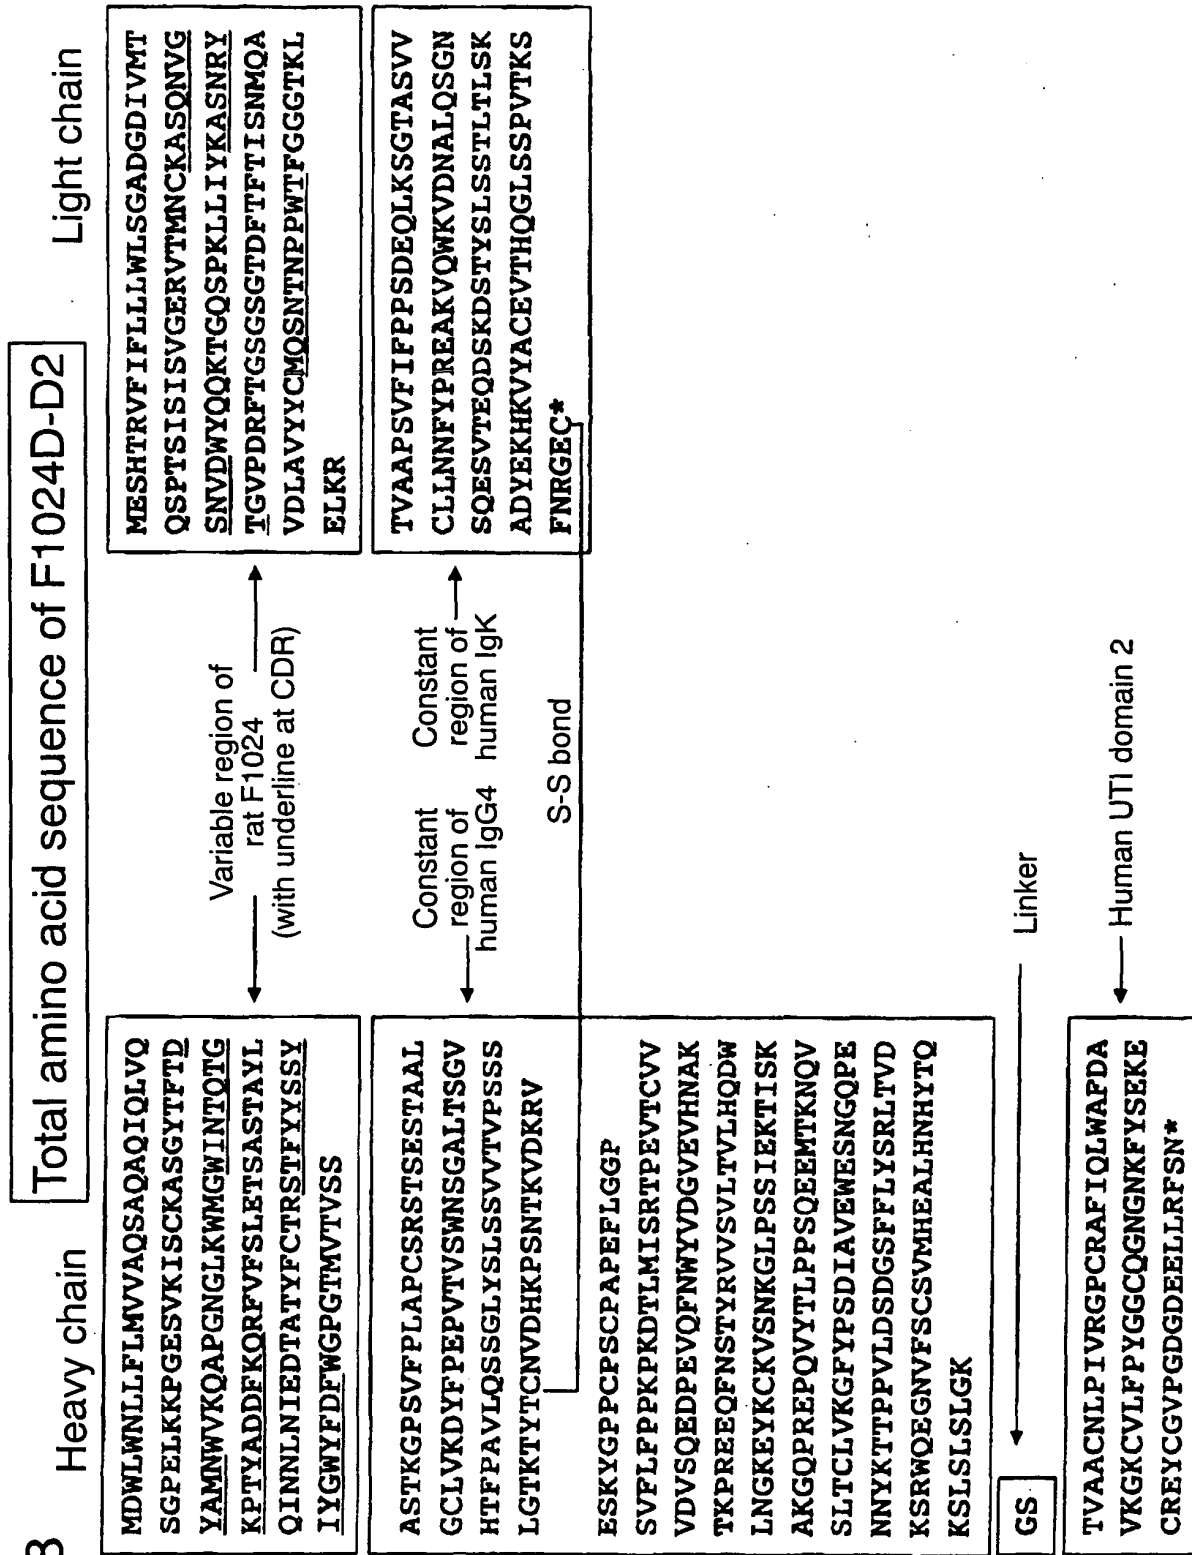 B
Total amino acid sequence of F1024D-D2
Heavy chain
Light chain
MDWLWNLLFLMVVAQSAQAQIQLVQ
SGPELKKPGESVKISCKASGYTFTD
YAMNWVKQAPGNGLKWMGWINTQTG
KPTYADDFKQRFVFSLETSASTAYL
QINNLNIEDTATYFCTRSTFYYSSY
IYGWYFDFWGPGTMVTVSS
Variable region of
rat F1024
(with underline at CDR)
MESHTRVFIFLLLWLSGADGDIVMT
QSPTSISISVGERVTMNCKASQNVG
SNVDWYQQKTGQSPKLLIYKASNRY
TGVPDRFTGSGSGTDFTFTISNMQA
VDLAVYYCMQSNTNPPWTFGGGTKL
ELKR
ASTKGPSVFPLAPCSRSTSESTAAL
GCLVKDYFPEPVTVSWNSGALTSGV
HTFPAVLQSSGLYSLSSVVTVPSSS
LGTKTYTCNVDHKPSNTKVDKRV
Constant
region of
human IgG4
Constant
region of
human IgK
TVAAPSVFIFPPSDEQLKSGTASVV
CLLNNFYPREAKVQWKVDNALQSGN
SQESVTEQDSKDSTYSLSSTLTLSK
ADYEKHKVYACEVTHQGLSSPVTKS
FNRGEC*
S-S bond
ESKYGPPCPSCPAPEFLGGP
SVFLFPPKPKDTLMISRTPEVTCVV
VDVSQEDPEVQFNWYVDGVEVHNAK
TKPREEQFNSTYRVVSVLTVLHQDW
LNGKEYKCKVSNKGLPSSIEKTISK
AKGQPREPQVYTLPPSQEEMTKNQV
SLTCLVKGFYPSDIAVEWESNGQPE
NNYKTTPPVLDSDGSFFLYSRLTVD
KSRWQEGNVFSCSVMHEALHNHYTQ
KSLSLSLGK
GS
Linker
TVAACNLPIVRGPCRAFIQLWAFDA
VKGKCVLFPYGGCQGNGNKFYSEKE
CREYCGVPGDGDEELLRFSN*
Human UTI domain 2